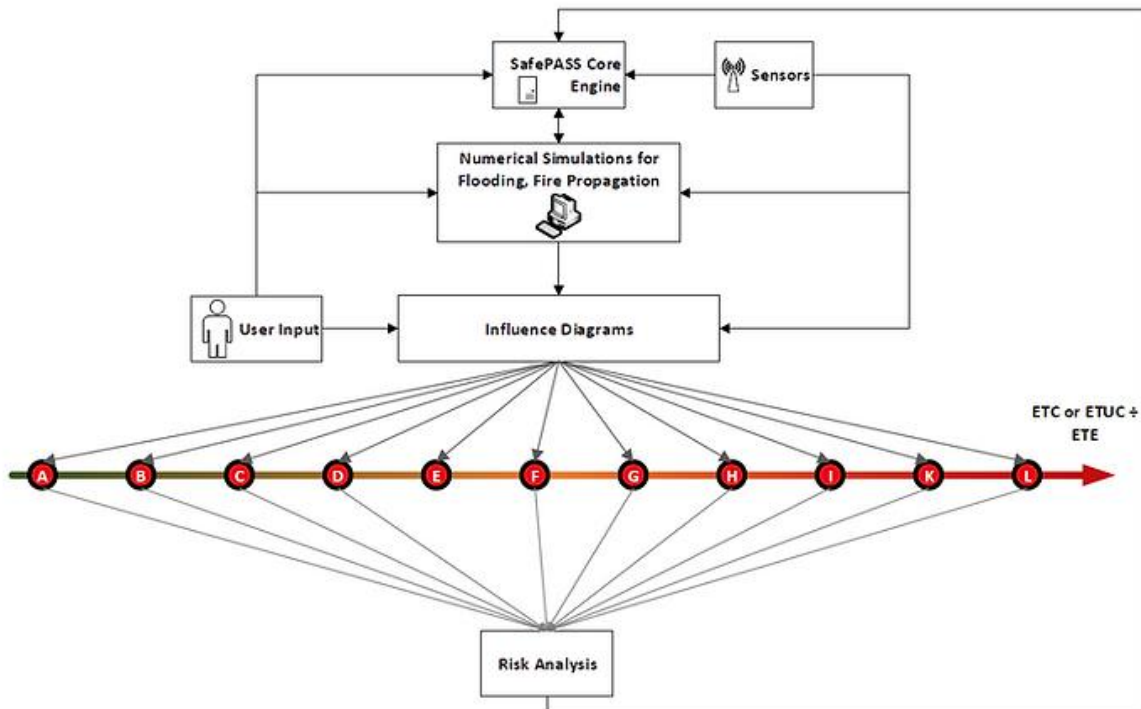 SafePASS Core
Engine
Sensors
Numerical Simulations for
Flooding, Fire Propagation
User Input
Influence Diagrams
ETC or ETUC ÷
ETE
A B C D E F G H I K L
Risk Analysis